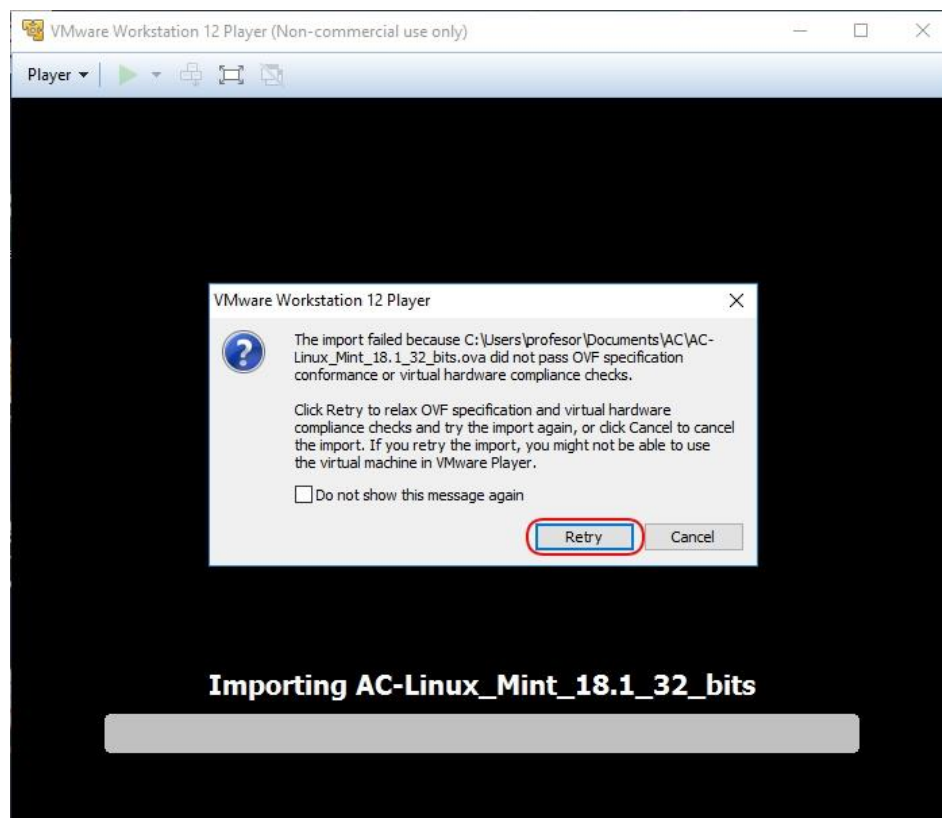 VMware Workstation 12 Player (Non-commercial use only)
Player
VMware Workstation 12 Player
The import failed because C:\Users\profesor\Documents\AC\AC-
Linux_Mint_18.1_32_bits.ova did not pass OVF specification
conformance or virtual hardware compliance checks.
Click Retry to relax OVF specification and virtual hardware
compliance checks and try the import again, or click Cancel to cancel
the import. If you retry the import, you might not be able to use
the virtual machine in VMware Player.
Do not show this message again
Retry Cancel
Importing AC-Linux_Mint_18.1_32_bits